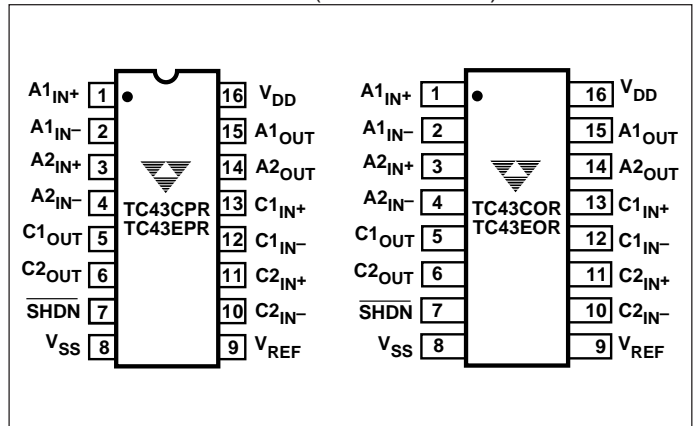 A1IN+ 1 16 VDD
A1IN– 2 15 A1OUT
A2IN+ 3 14 A2OUT
A2IN– 4 13 C1IN+
C1OUT 5 12 C1IN–
C2OUT 6 11 C2IN+
SHDN 7 10 C2IN–
VSS 8 9 VREF
TC43CPR
TC43EPR
A1IN+ 1 16 VDD
A1IN– 2 15 A1OUT
A2IN+ 3 14 A2OUT
A2IN– 4 13 C1IN+
C1OUT 5 12 C1IN–
C2OUT 6 11 C2IN+
SHDN 7 10 C2IN–
VSS 8 9 VREF
TC43COR
TC43EOR